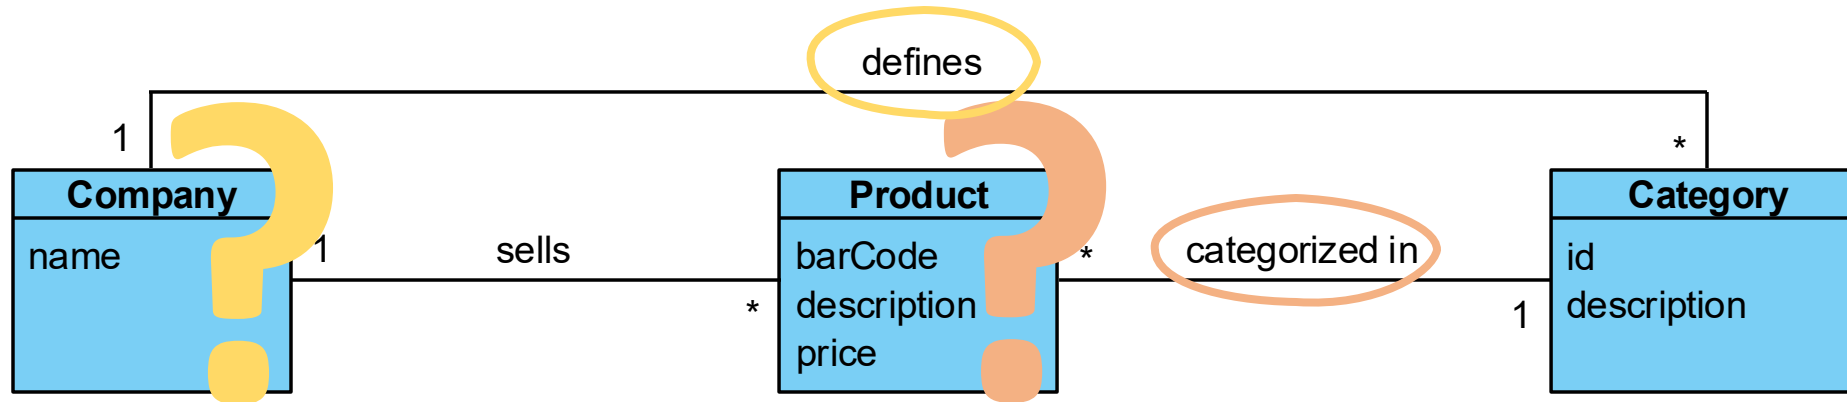 defines
1
*
Company
Product
Category
name
1
sells
*
barCode
description
price
*
categorized in
1
id
description
?
?